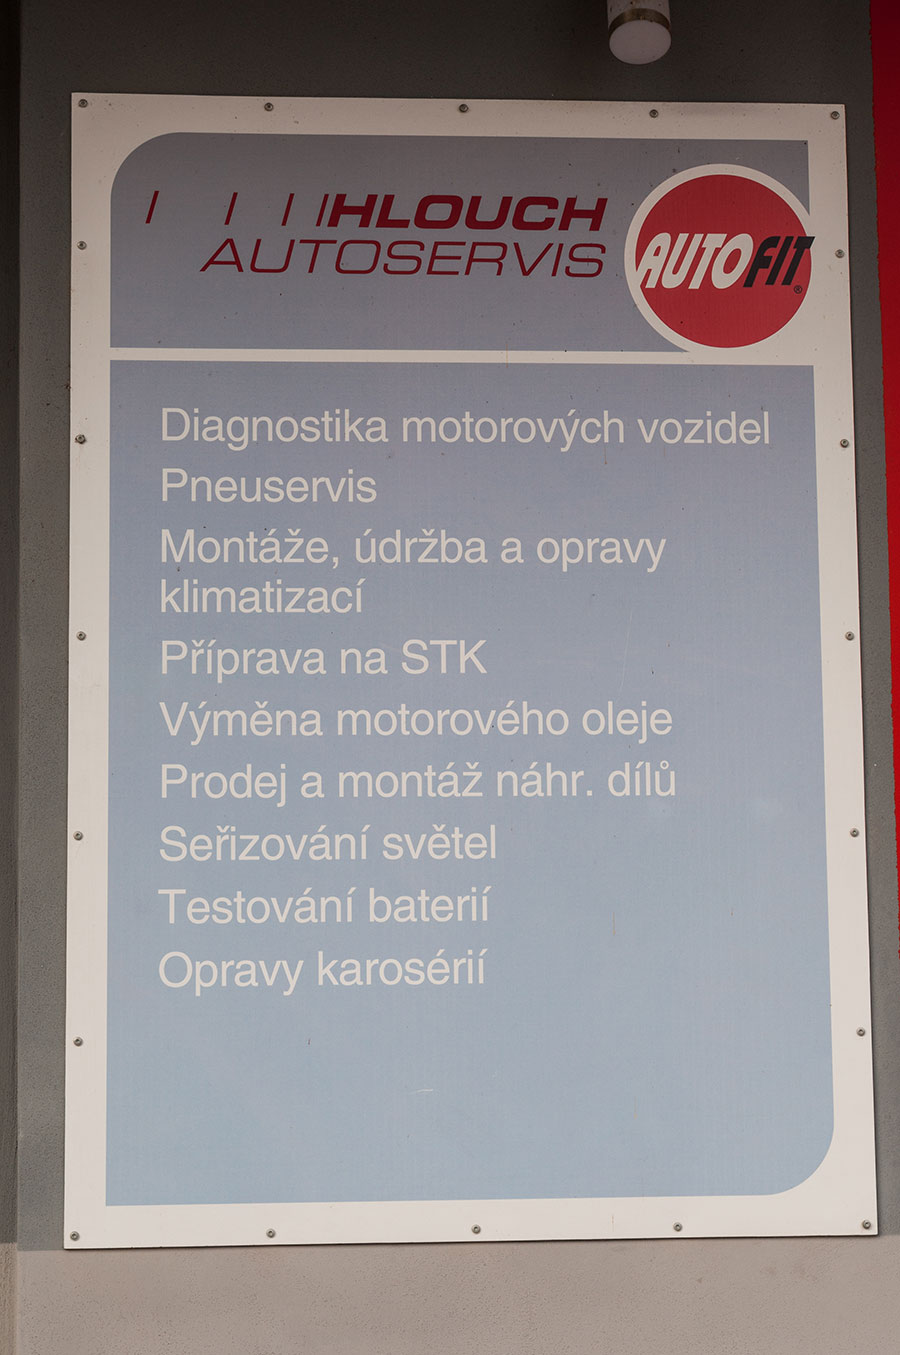 HLOUCH
AUTOSERVIS
AUTOFIT®
Diagnostika motorových vozidel
Pneuservis
Montáže, údržba a opravy
klimatizací
Příprava na STK
Výměna motorového oleje
Prodej a montáž náhr. dílů
Seřizování světel
Testování baterií
Opravy karosérií